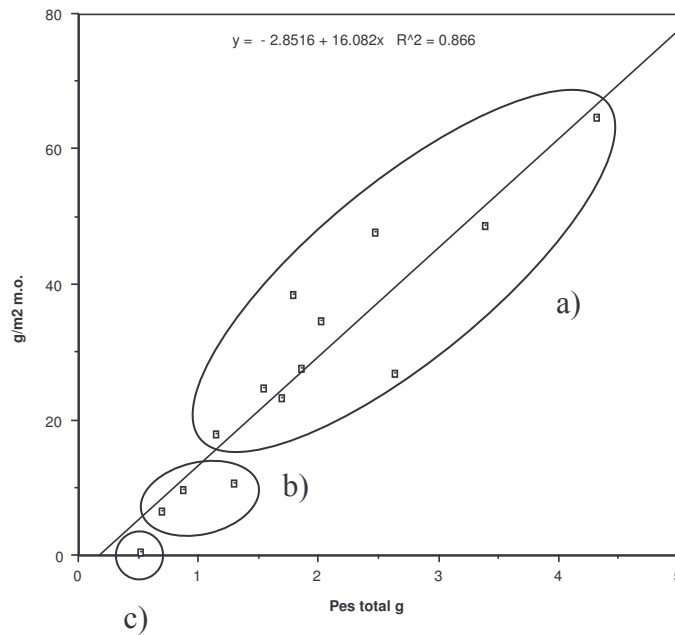 80
y = - 2.8516 + 16.082x R^2 = 0.866
60
g/m2 m.o.
40
a)
20
b)
0
0 1 2 3 4 5
Pes total g
c)